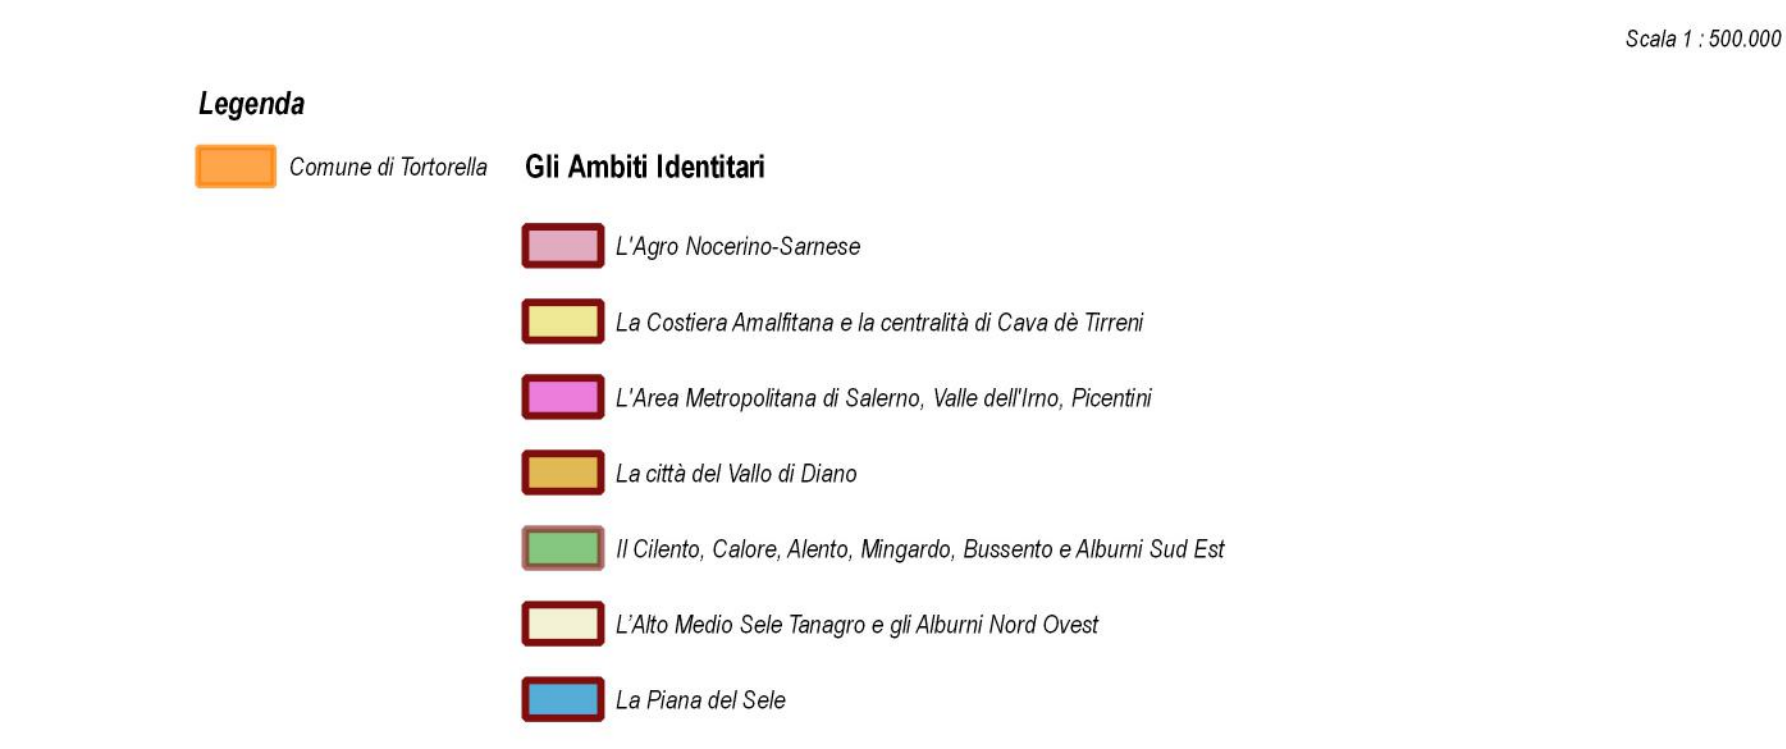 Scala 1 : 500.000
Legenda
Comune di Tortorella
Gli Ambiti Identitari
L'Agro Nocerino-Sarnese
La Costiera Amalfitana e la centralità di Cava dè Tirreni
L'Area Metropolitana di Salerno, Valle dell'Irno, Picentini
La città del Vallo di Diano
Il Cilento, Calore, Alento, Mingardo, Bussento e Alburni Sud Est
L’Alto Medio Sele Tanagro e gli Alburni Nord Ovest
La Piana del Sele